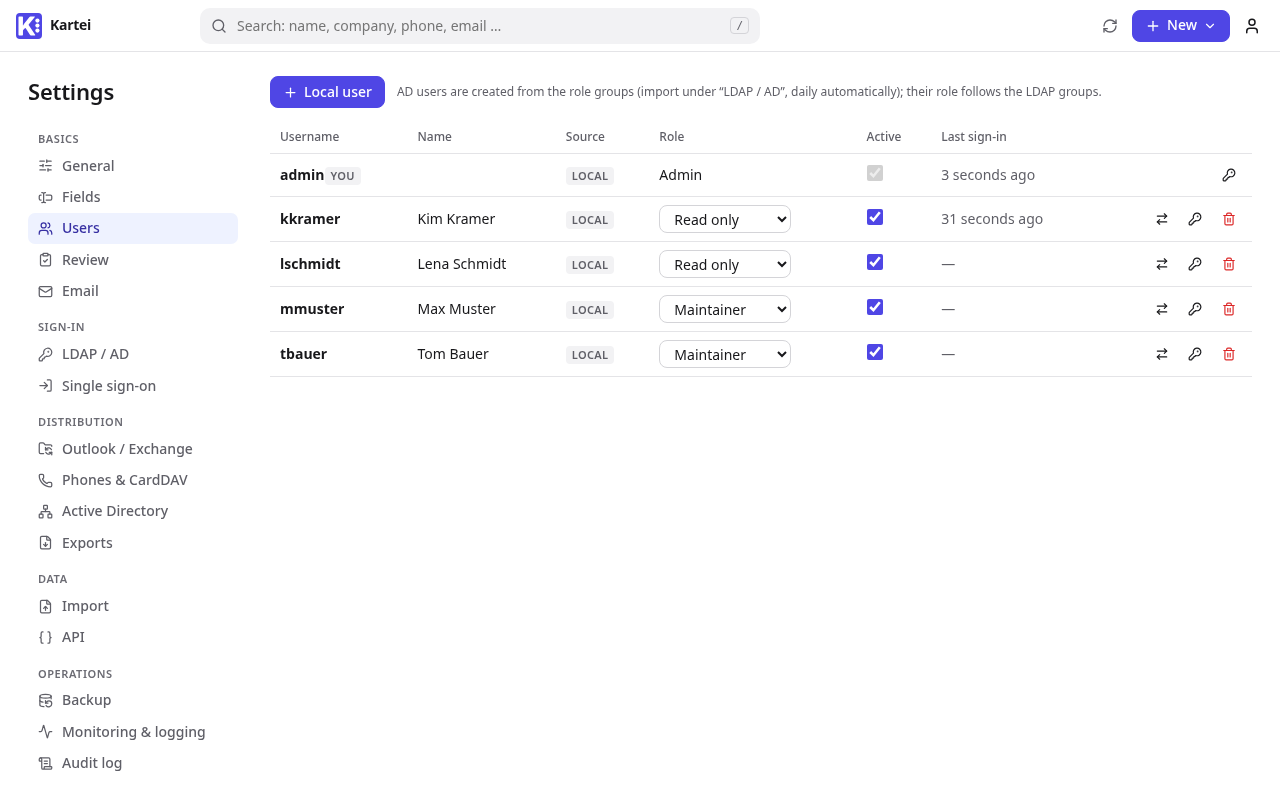 Kartei
Search: name, company, phone, email ...
/
New
Settings
BASICS
General
Fields
Users
Review
Email
SIGN-IN
LDAP / AD
Single sign-on
DISTRIBUTION
Outlook / Exchange
Phones & CardDAV
Active Directory
Exports
DATA
Import
API
OPERATIONS
Backup
Monitoring & logging
Audit log
Local user
AD users are created from the role groups (import under “LDAP / AD”, daily automatically); their role follows the LDAP groups.
Username Name Source Role Active Last sign-in
admin YOU LOCAL Admin 3 seconds ago
kkramer Kim Kramer LOCAL Read only 31 seconds ago
lschmidt Lena Schmidt LOCAL Read only —
mmuster Max Muster LOCAL Maintainer —
tbauer Tom Bauer LOCAL Maintainer —